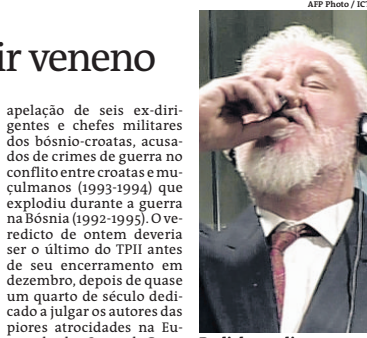 AFP Photo / ICT
ir veneno
apelação de seis ex-diri-
gentes e chefes militares
dos bósnio-croatas, acusa-
dos de crimes de guerra no
conflito entre croatas e mu-
çulmanos (1993-1994) que
explodiu durante a guerra
na Bósnia (1992-1995). O ve-
redicto de ontem deveria
ser o último do TPII antes
de seu encerramento em
dezembro, depois de quase
um quarto de século dedi-
cado a julgar os autores das
piores atrocidades na Eu-